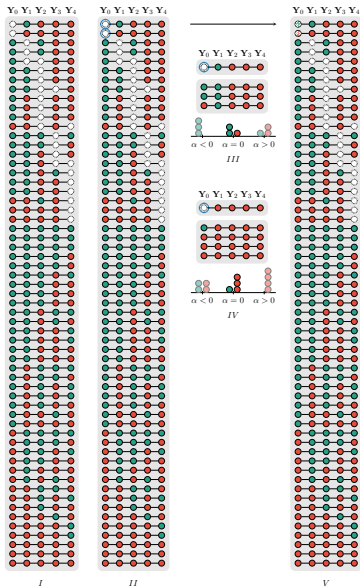 Y₀ Y₁ Y₂ Y₃ Y₄
Y₀ Y₁ Y₂ Y₃ Y₄
Y₀ Y₁ Y₂ Y₃ Y₄
Y₀ Y₁ Y₂ Y₃ Y₄
α < 0 α = 0 α > 0
III
Y₀ Y₁ Y₂ Y₃ Y₄
α < 0 α = 0 α > 0
IV
I
II
V